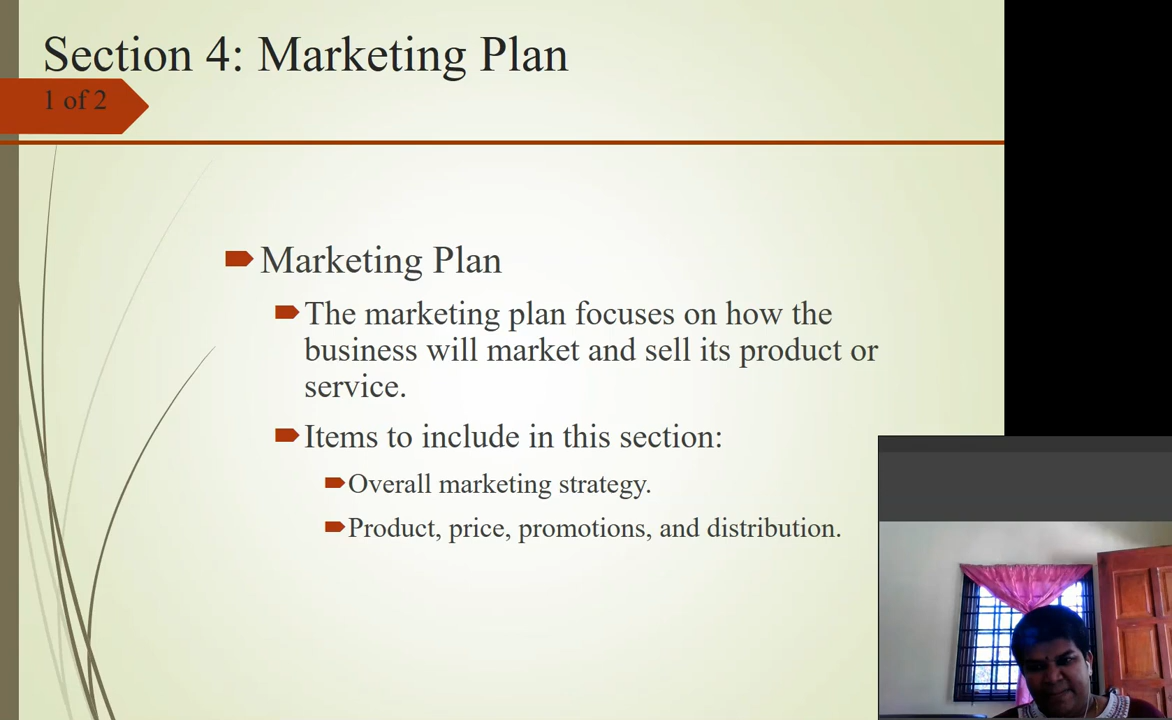 Section 4: Marketing Plan
1 of 2
Marketing Plan
The marketing plan focuses on how the
business will market and sell its product or
service.
Items to include in this section:
Overall marketing strategy.
Product, price, promotions, and distribution.